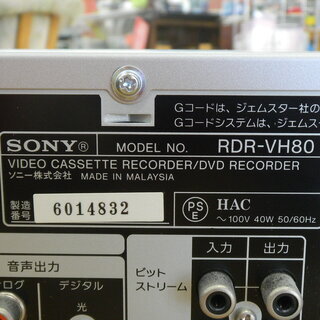 Gコードは、ジェムスター社の
Gコードシステムは、ジェムスター
SONY® MODEL NO. RDR-VH80
VIDEO CASSETTE RECORDER/DVD RECORDER
ソニー株式会社 MADE IN MALAYSIA
製造番号 6014832
PSE HAC
～100V 40W 50/60Hz
音声出力
ログ デジタル
光
ビットストリーム
入力 出力